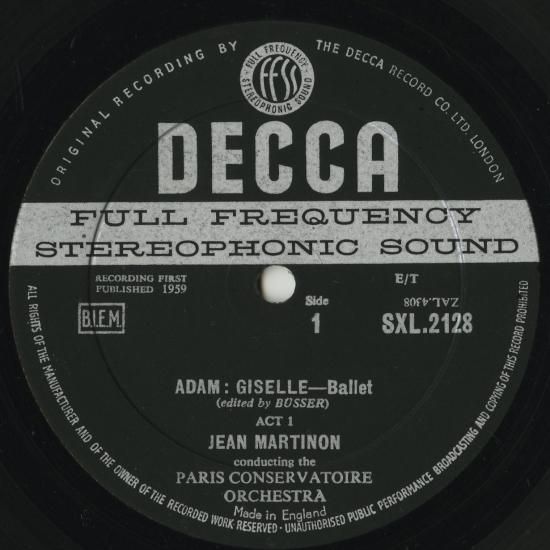 ORIGINAL RECORDING BY
THE DECCA RECORD CO. LTD. LONDON
FULL FREQUENCY
FFSS
STEREOPHONIC SOUND
DECCA
FULL FREQUENCY
STEREOPHONIC SOUND
RECORDING FIRST
PUBLISHED 1959
E/T
ZAL.4308
B.I.E.M.
Side
1
SXL.2128
ADAM: GISELLE—Ballet
(edited by BÜSSER)
ACT 1
JEAN MARTINON
conducting the
PARIS CONSERVATOIRE
ORCHESTRA
Made in England
ALL RIGHTS OF THE MANUFACTURER AND OF THE OWNER OF THE RECORDED WORK RESERVED · UNAUTHORISED PUBLIC PERFORMANCE BROADCASTING AND COPYING OF THIS RECORD PROHIBITED